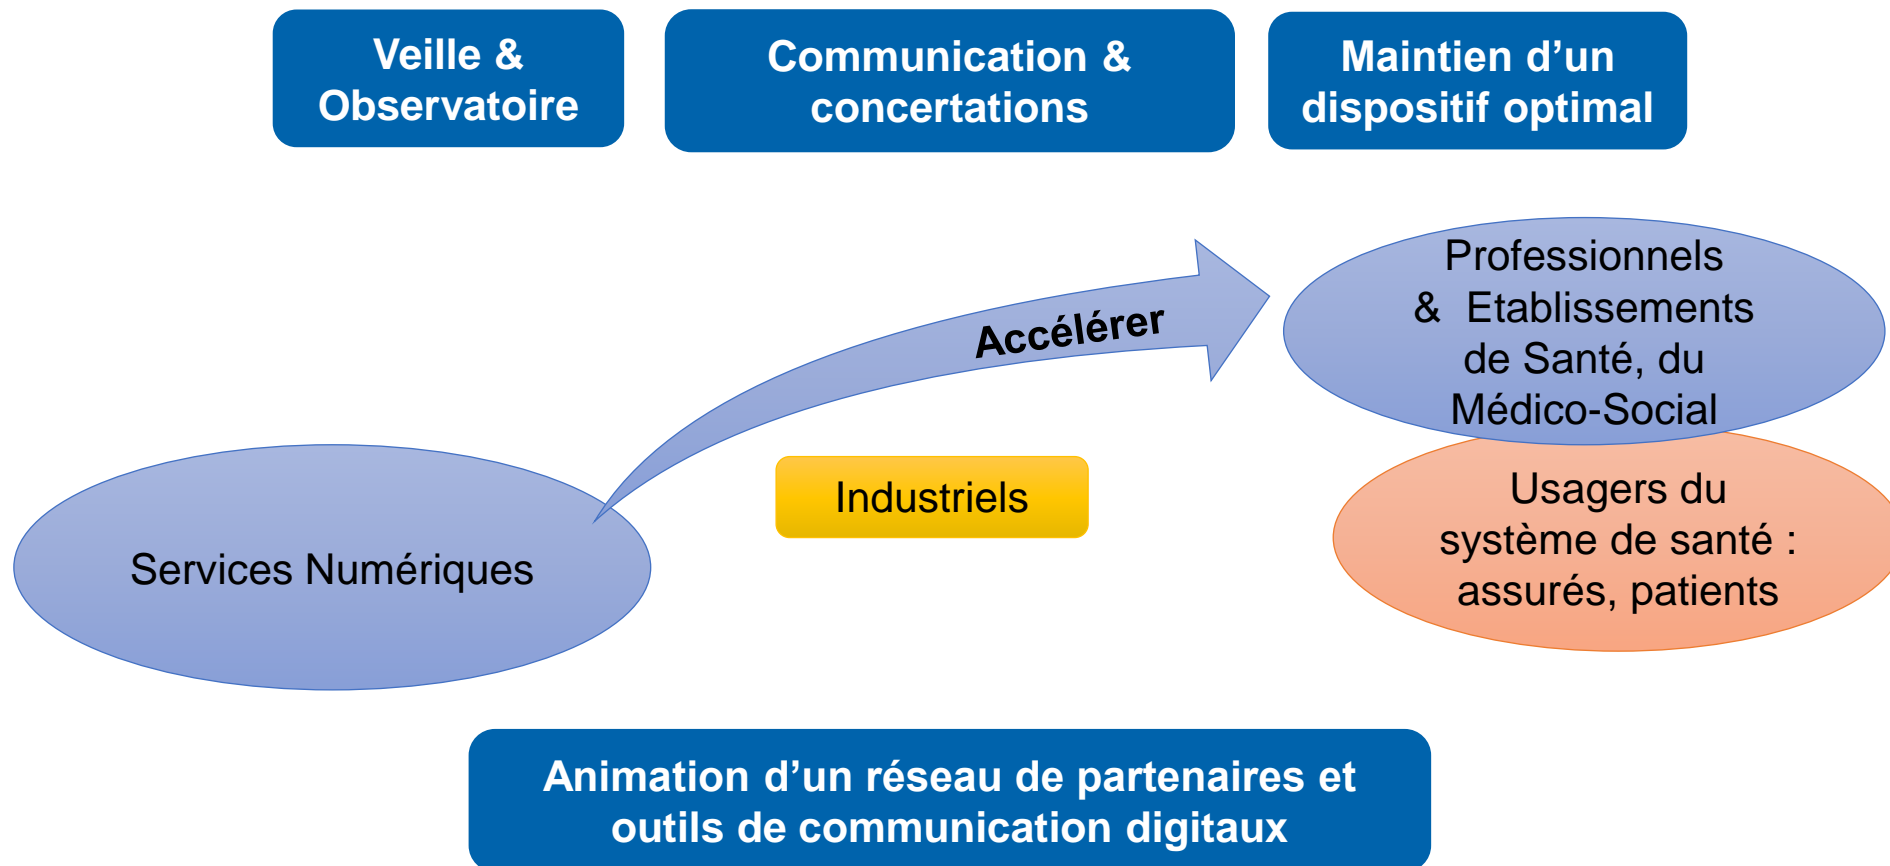 Veille &
Observatoire
Communication &
concertations
Maintien d’un
dispositif optimal
Accélérer
Professionnels
& Etablissements
de Santé, du
Médico-Social
Industriels
Services Numériques
Usagers du
système de santé :
assurés, patients
Animation d’un réseau de partenaires et
outils de communication digitaux